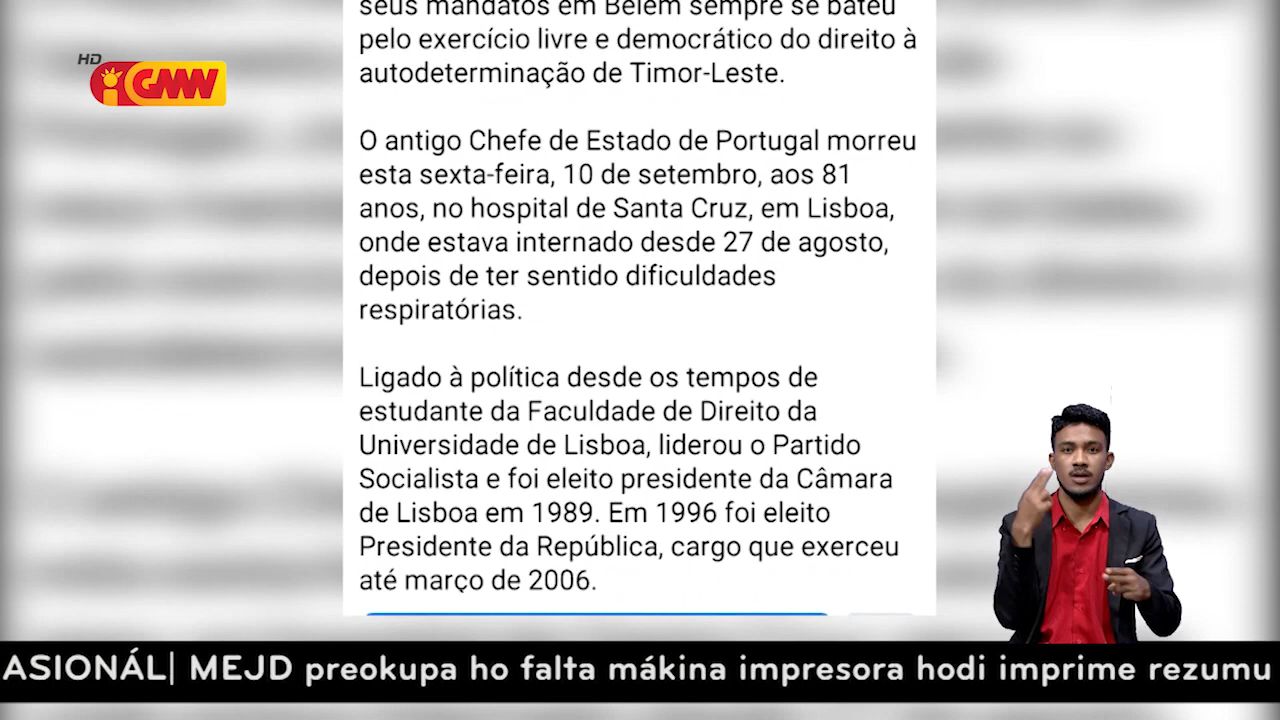 seus mandatos em Belém sempre se bateu
pelo exercício livre e democrático do direito à
autodeterminação de Timor-Leste.
HD
GMN
O antigo Chefe de Estado de Portugal morreu
esta sexta-feira, 10 de setembro, aos 81
anos, no hospital de Santa Cruz, em Lisboa,
onde estava internado desde 27 de agosto,
depois de ter sentido dificuldades
respiratórias.
Ligado à política desde os tempos de
estudante da Faculdade de Direito da
Universidade de Lisboa, liderou o Partido
Socialista e foi eleito presidente da Câmara
de Lisboa em 1989. Em 1996 foi eleito
Presidente da República, cargo que exerceu
até março de 2006.
ASIONÁL| MEJD preokupa ho falta mákina impresora hodi imprime rezumu